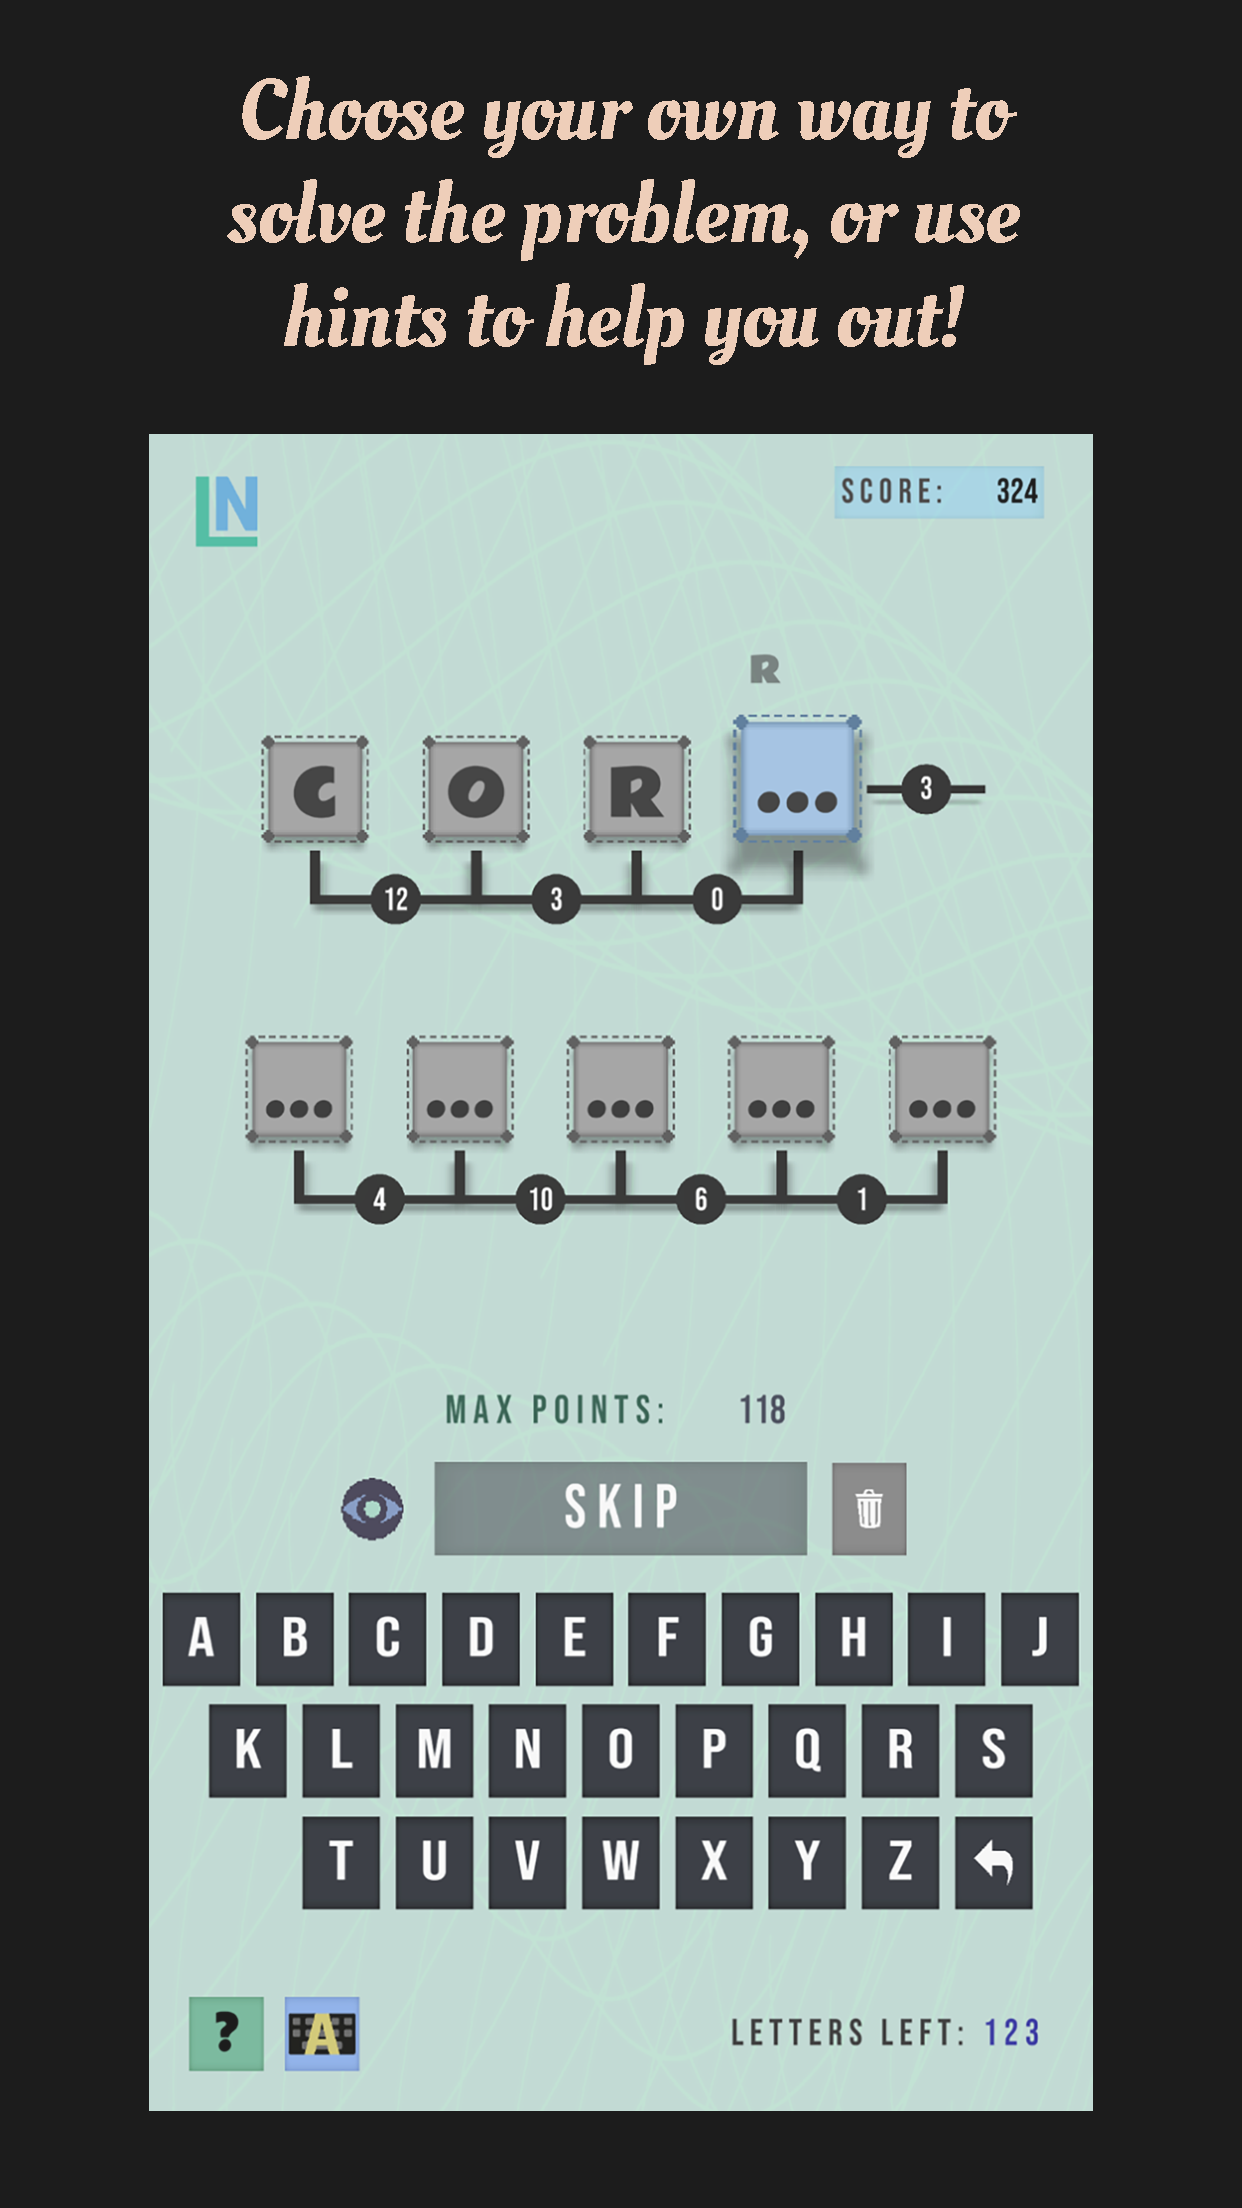 Choose your own way to
solve the problem, or use
hints to help you out!
LN
SCORE: 324
R
C O R ...
3
12 3 0
... ... ... ... ...
4 10 6 1
MAX POINTS: 118
SKIP
A B C D E F G H I J
K L M N O P Q R S
T U V W X Y Z
? A
LETTERS LEFT: 123